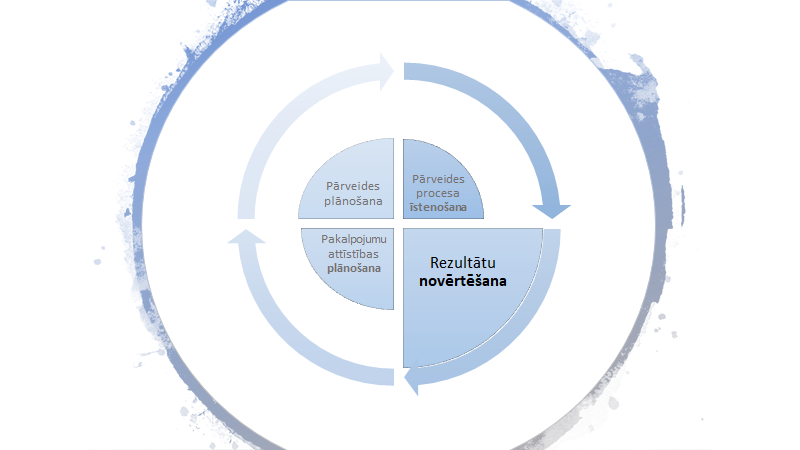 Pārveides
plānošana
Pārveides
procesa
īstenošana
Pakalpojumu
attīstības
plānošana
Rezultātu
novērtēšana